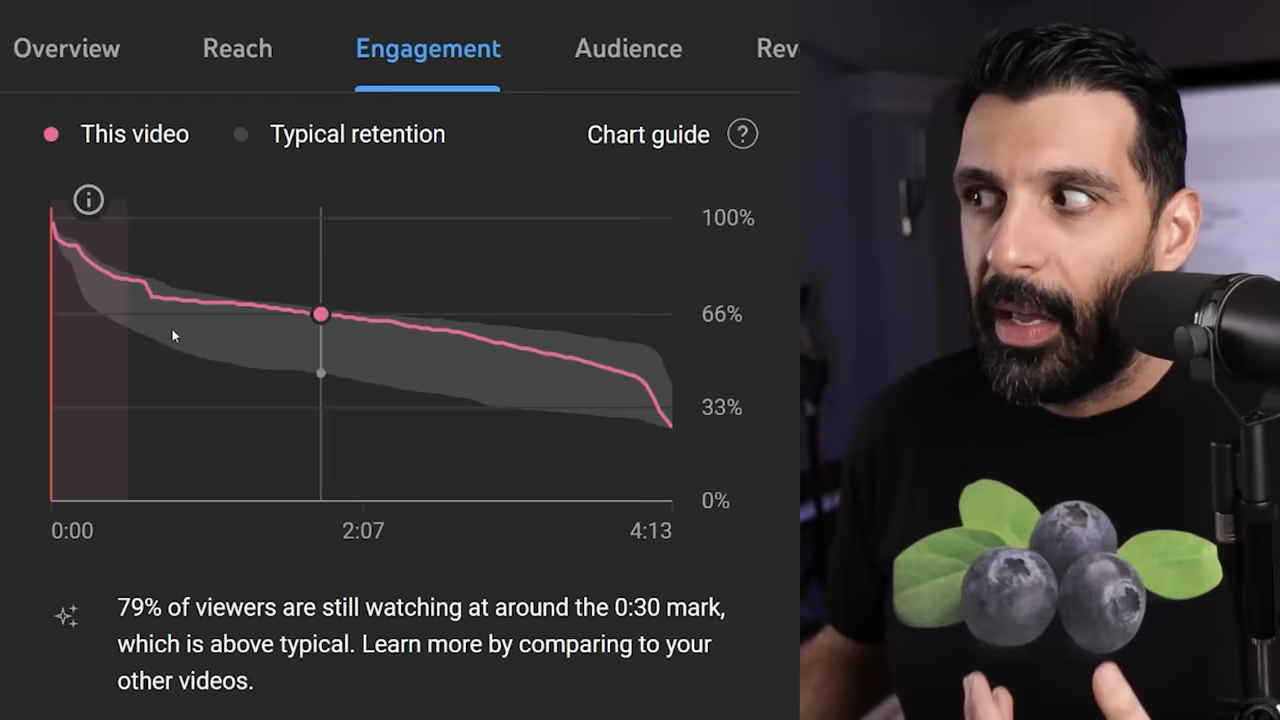 Overview Reach Engagement Audience Rev
This video Typical retention Chart guide ?
100%
66%
33%
0%
0:00 2:07 4:13
79% of viewers are still watching at around the 0:30 mark,
which is above typical. Learn more by comparing to your
other videos.